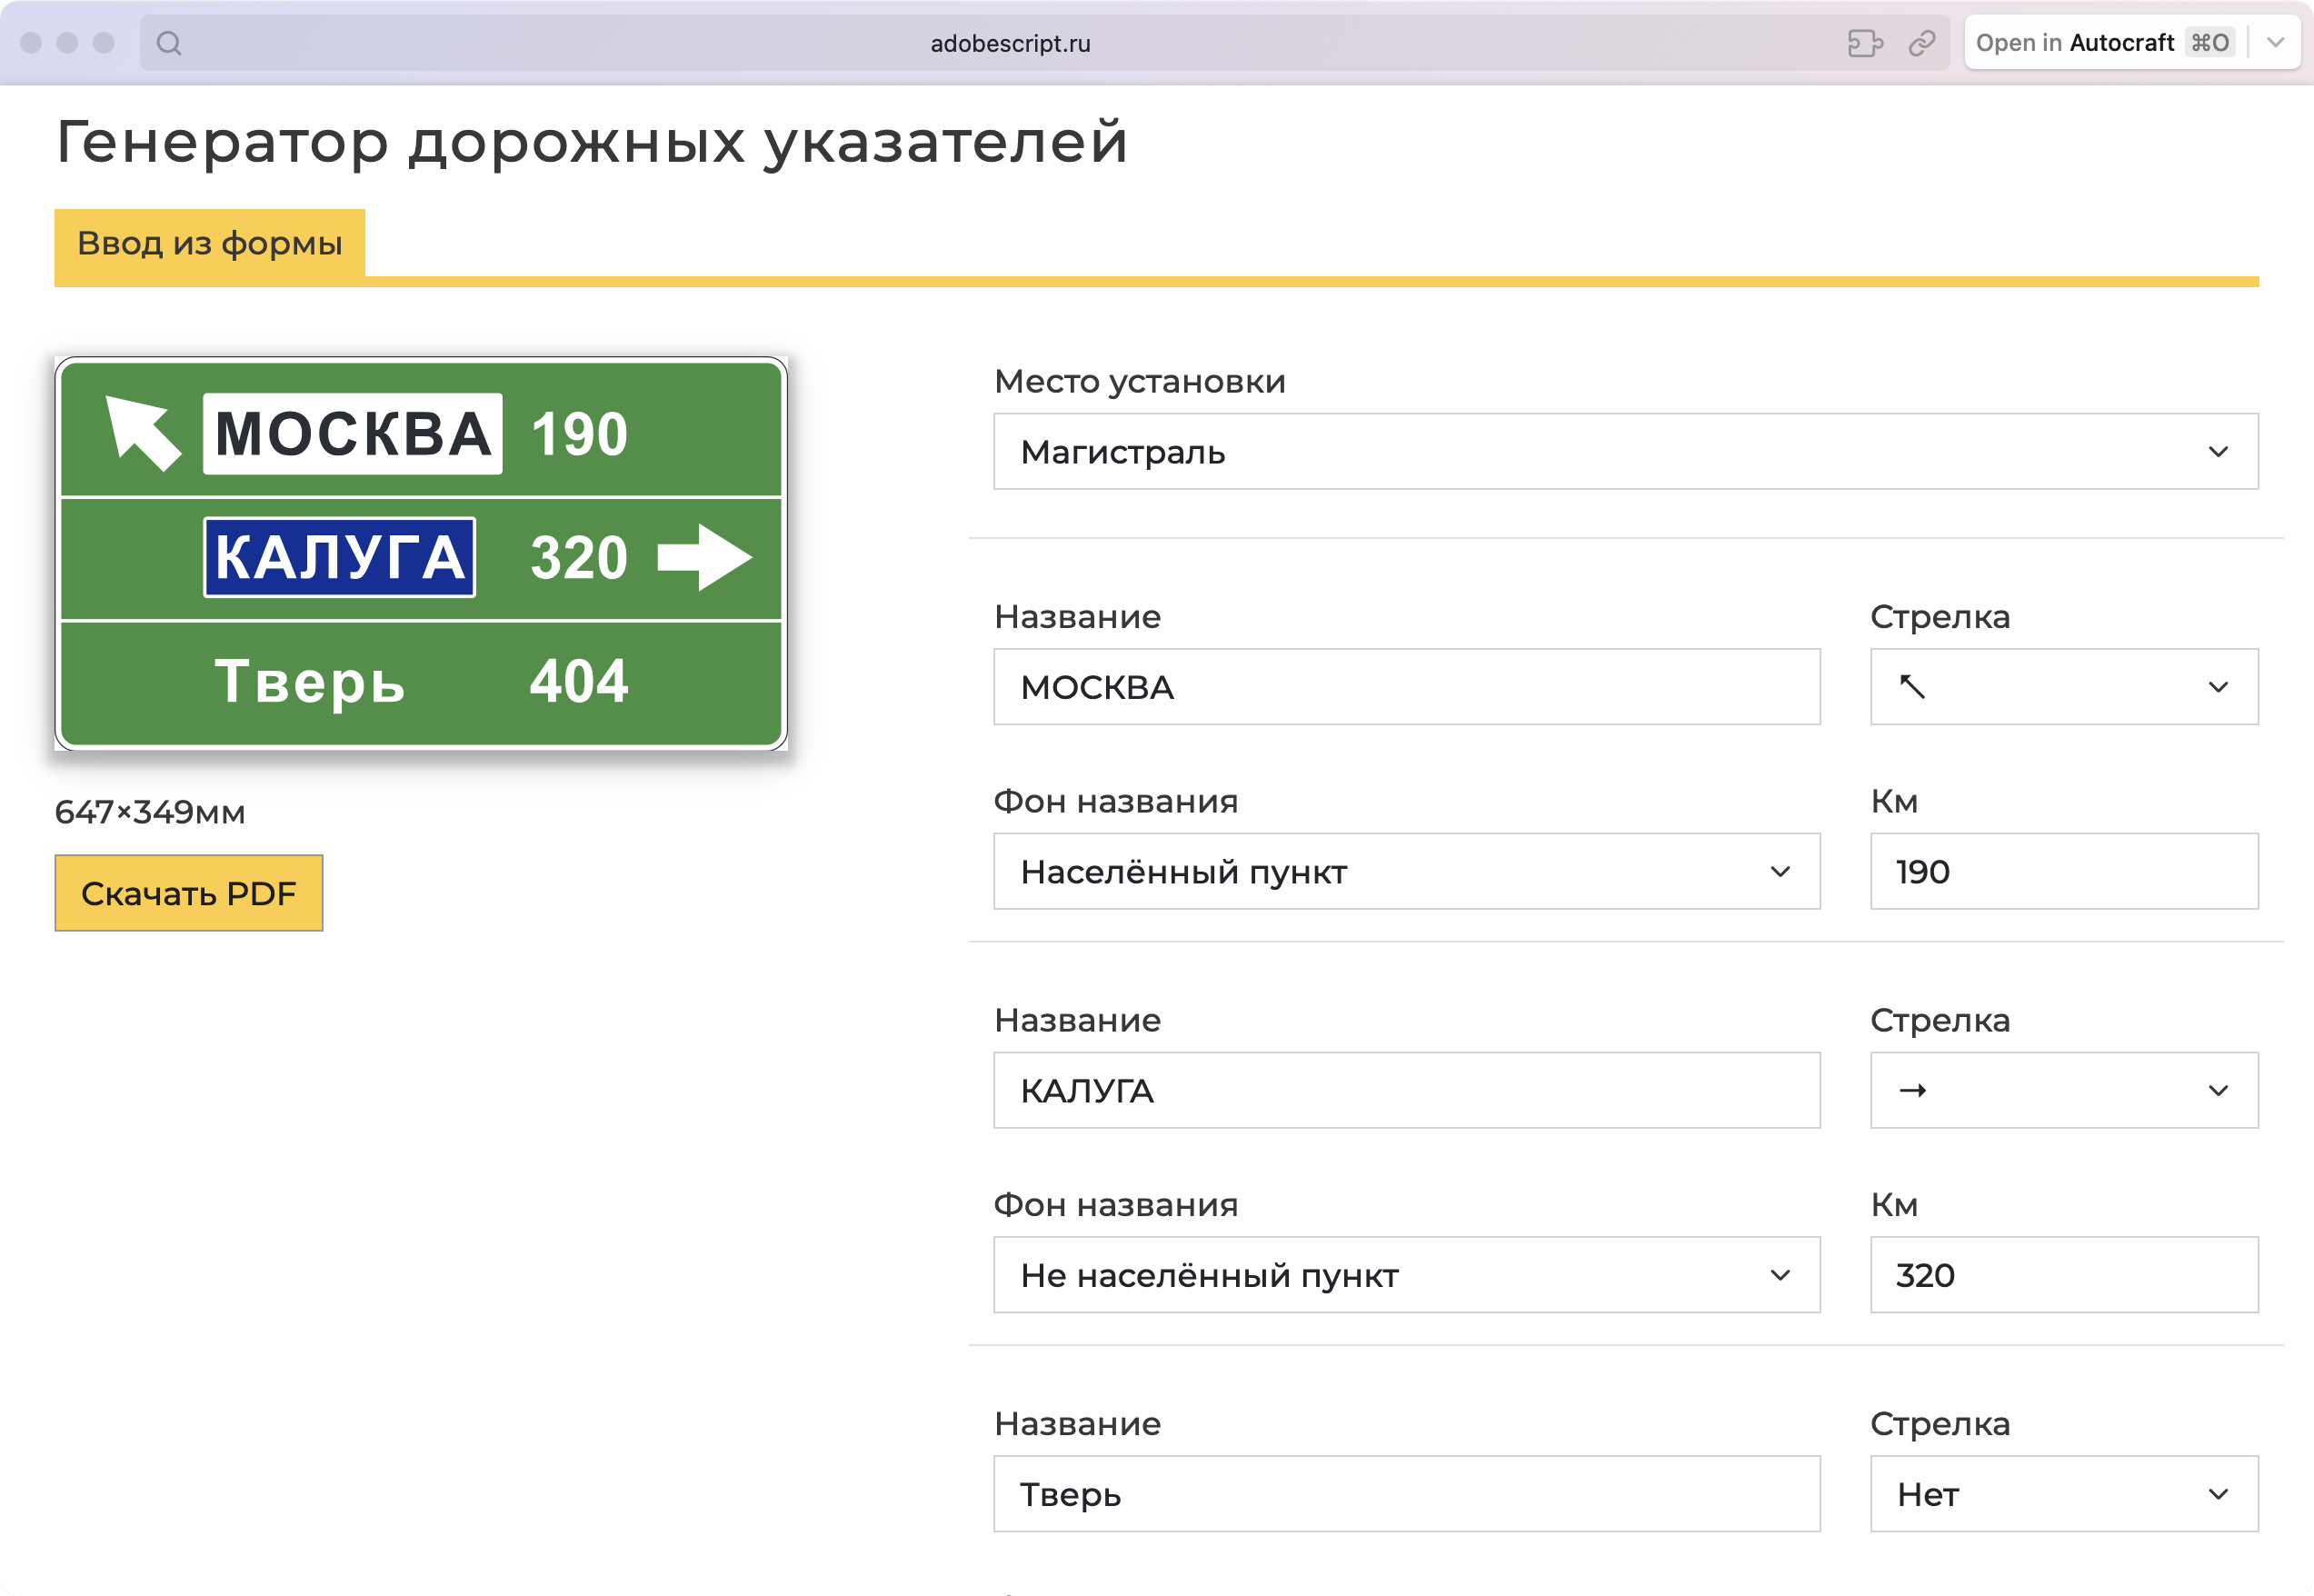 adobescript.ru
Open in Autocraft ⌘O
Генератор дорожных указателей
Ввод из формы
МОСКВА 190
КАЛУГА 320
Тверь 404
647×349мм
Скачать PDF
Место установки
Магистраль
Название Стрелка
МОСКВА ↖
Фон названия Км
Населённый пункт 190
Название Стрелка
КАЛУГА →
Фон названия Км
Не населённый пункт 320
Название Стрелка
Тверь Нет